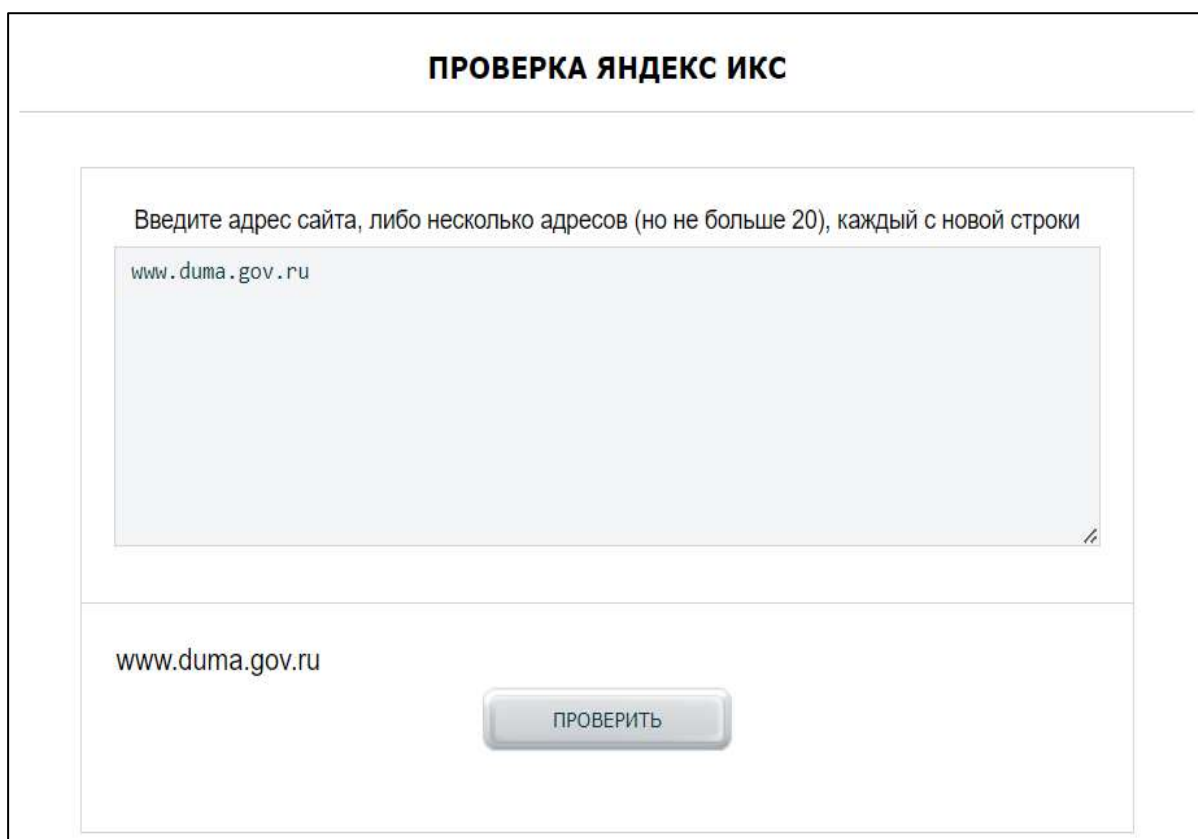 ПРОВЕРКА ЯНДЕКС ИКС
Введите адрес сайта, либо несколько адресов (но не больше 20), каждый с новой строки
www.duma.gov.ru
www.duma.gov.ru
ПРОВЕРИТЬ